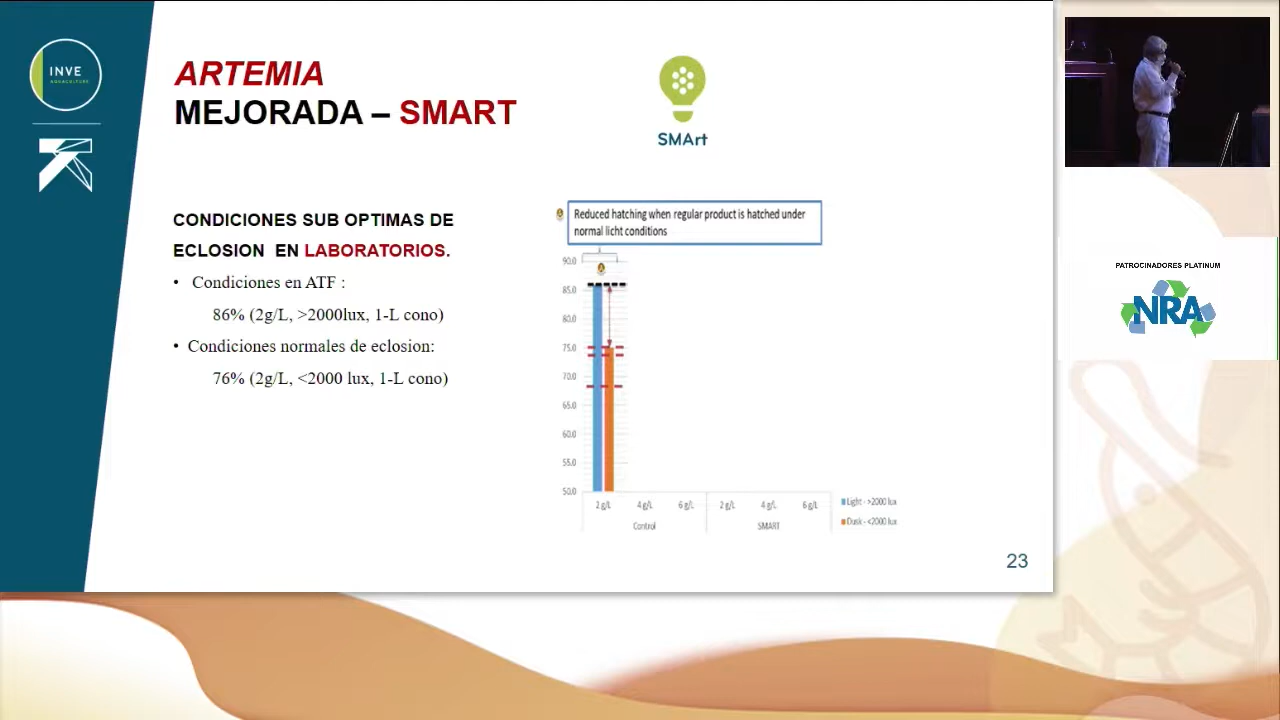 INVE
AQUACULTURE
ARTEMIA
MEJORADA – SMART
SMArt
CONDICIONES SUB OPTIMAS DE
ECLOSION EN LABORATORIOS.
• Condiciones en ATF :
86% (2g/L, >2000lux, 1-L cono)
• Condiciones normales de eclosion:
76% (2g/L, <2000 lux, 1-L cono)
Reduced hatching when regular product is hatched under
normal licht conditions
90.0
85.0
80.0
75.0
70.0
65.0
60.0
55.0
50.0
2 g/L 4 g/L 6 g/L 2 g/L 4 g/L 6 g/L
Control SMART
Light - >2000 lux
Dusk - <2000 lux
23
PATROCINADORES PLATINUM
NRA